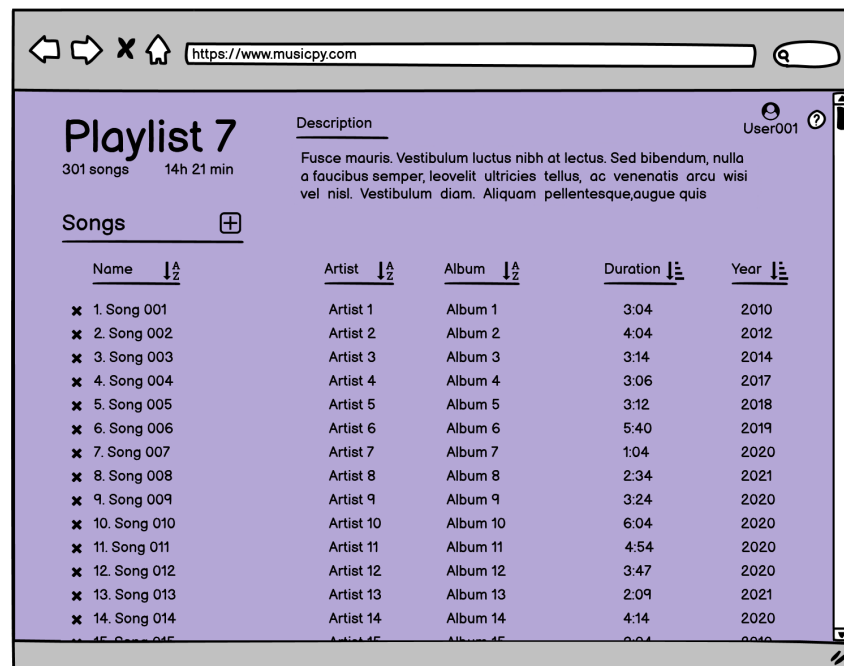 https://www.musicpy.com
Playlist 7
301 songs 14h 21 min
Description
User001 ?
Fusce mauris. Vestibulum luctus nibh at lectus. Sed bibendum, nulla
a faucibus semper, leovelit ultricies tellus, ac venenatis arcu wisi
vel nisl. Vestibulum diam. Aliquam pellentesque,augue quis
Songs
Name A Z Artist A Z Album A Z Duration Year
1. Song 001 Artist 1 Album 1 3:04 2010
2. Song 002 Artist 2 Album 2 4:04 2012
3. Song 003 Artist 3 Album 3 3:14 2014
4. Song 004 Artist 4 Album 4 3:06 2017
5. Song 005 Artist 5 Album 5 3:12 2018
6. Song 006 Artist 6 Album 6 5:40 2019
7. Song 007 Artist 7 Album 7 1:04 2020
8. Song 008 Artist 8 Album 8 2:34 2021
9. Song 009 Artist 9 Album 9 3:24 2020
10. Song 010 Artist 10 Album 10 6:04 2020
11. Song 011 Artist 11 Album 11 4:54 2020
12. Song 012 Artist 12 Album 12 3:47 2020
13. Song 013 Artist 13 Album 13 2:09 2021
14. Song 014 Artist 14 Album 14 4:14 2020
15. Song 015 Artist 15 Album 15